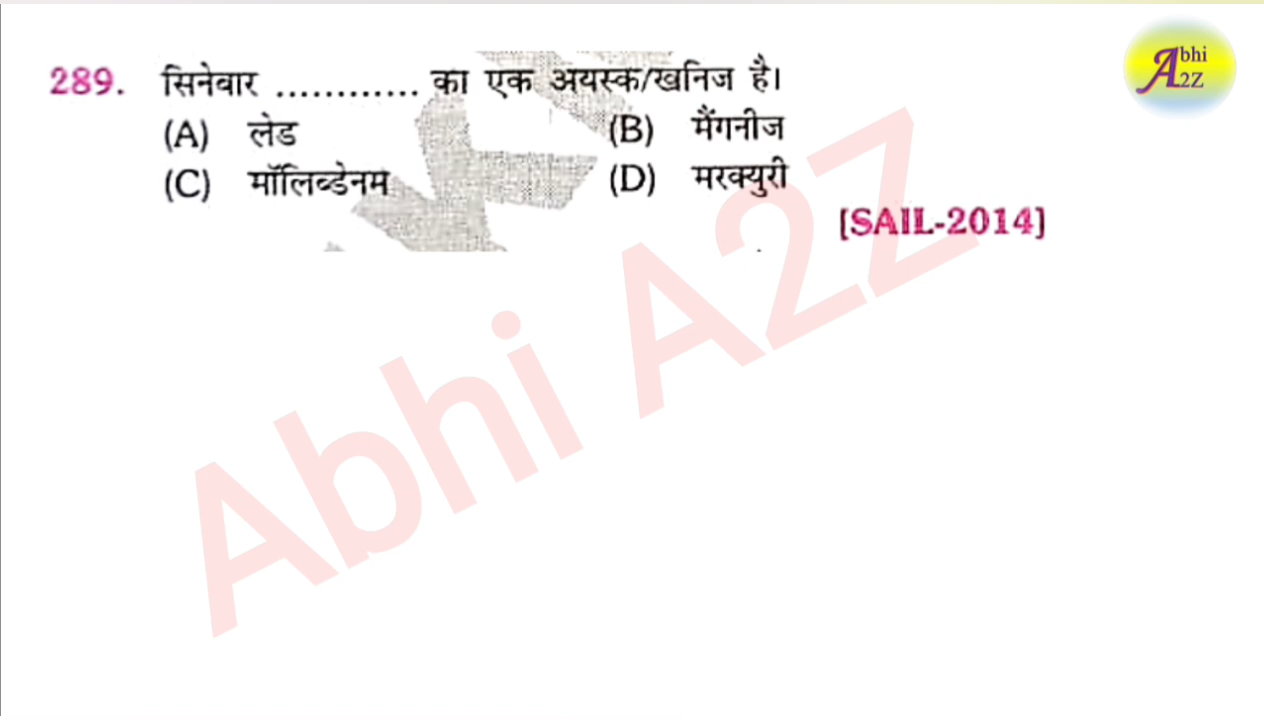 Abhi
A2Z
289. सिनेबार ............ का एक अयस्क/खनिज है।
(A) लेड (B) मैंगनीज
(C) मॉलिब्डेनम (D) मरक्युरी
[SAIL-2014]
Abhi A2Z